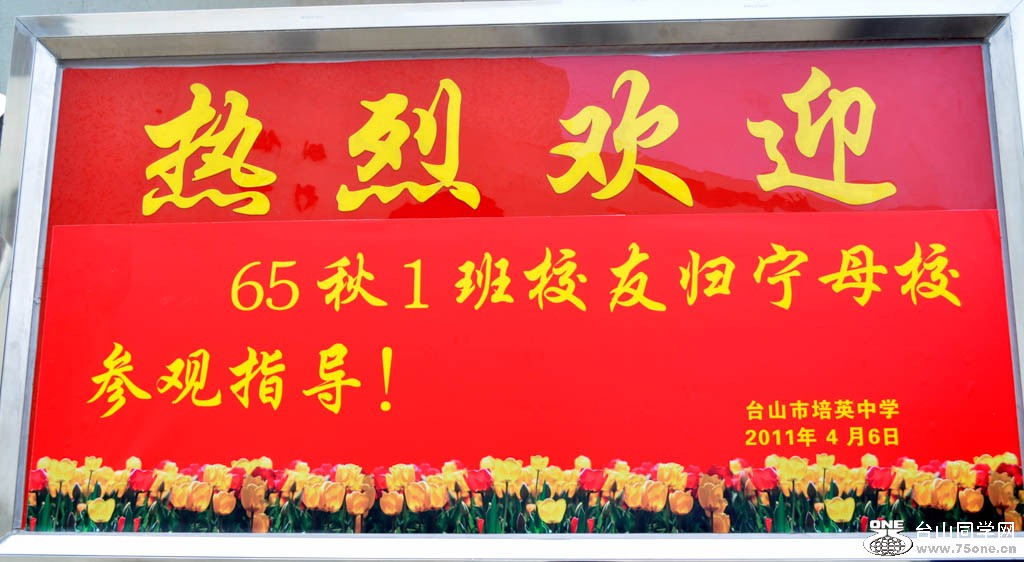 热烈欢迎
65秋1班校友归宁母校
参观指导！
台山市培英中学
2011年4月6日
ONE 台山同学网
www.75one.cn